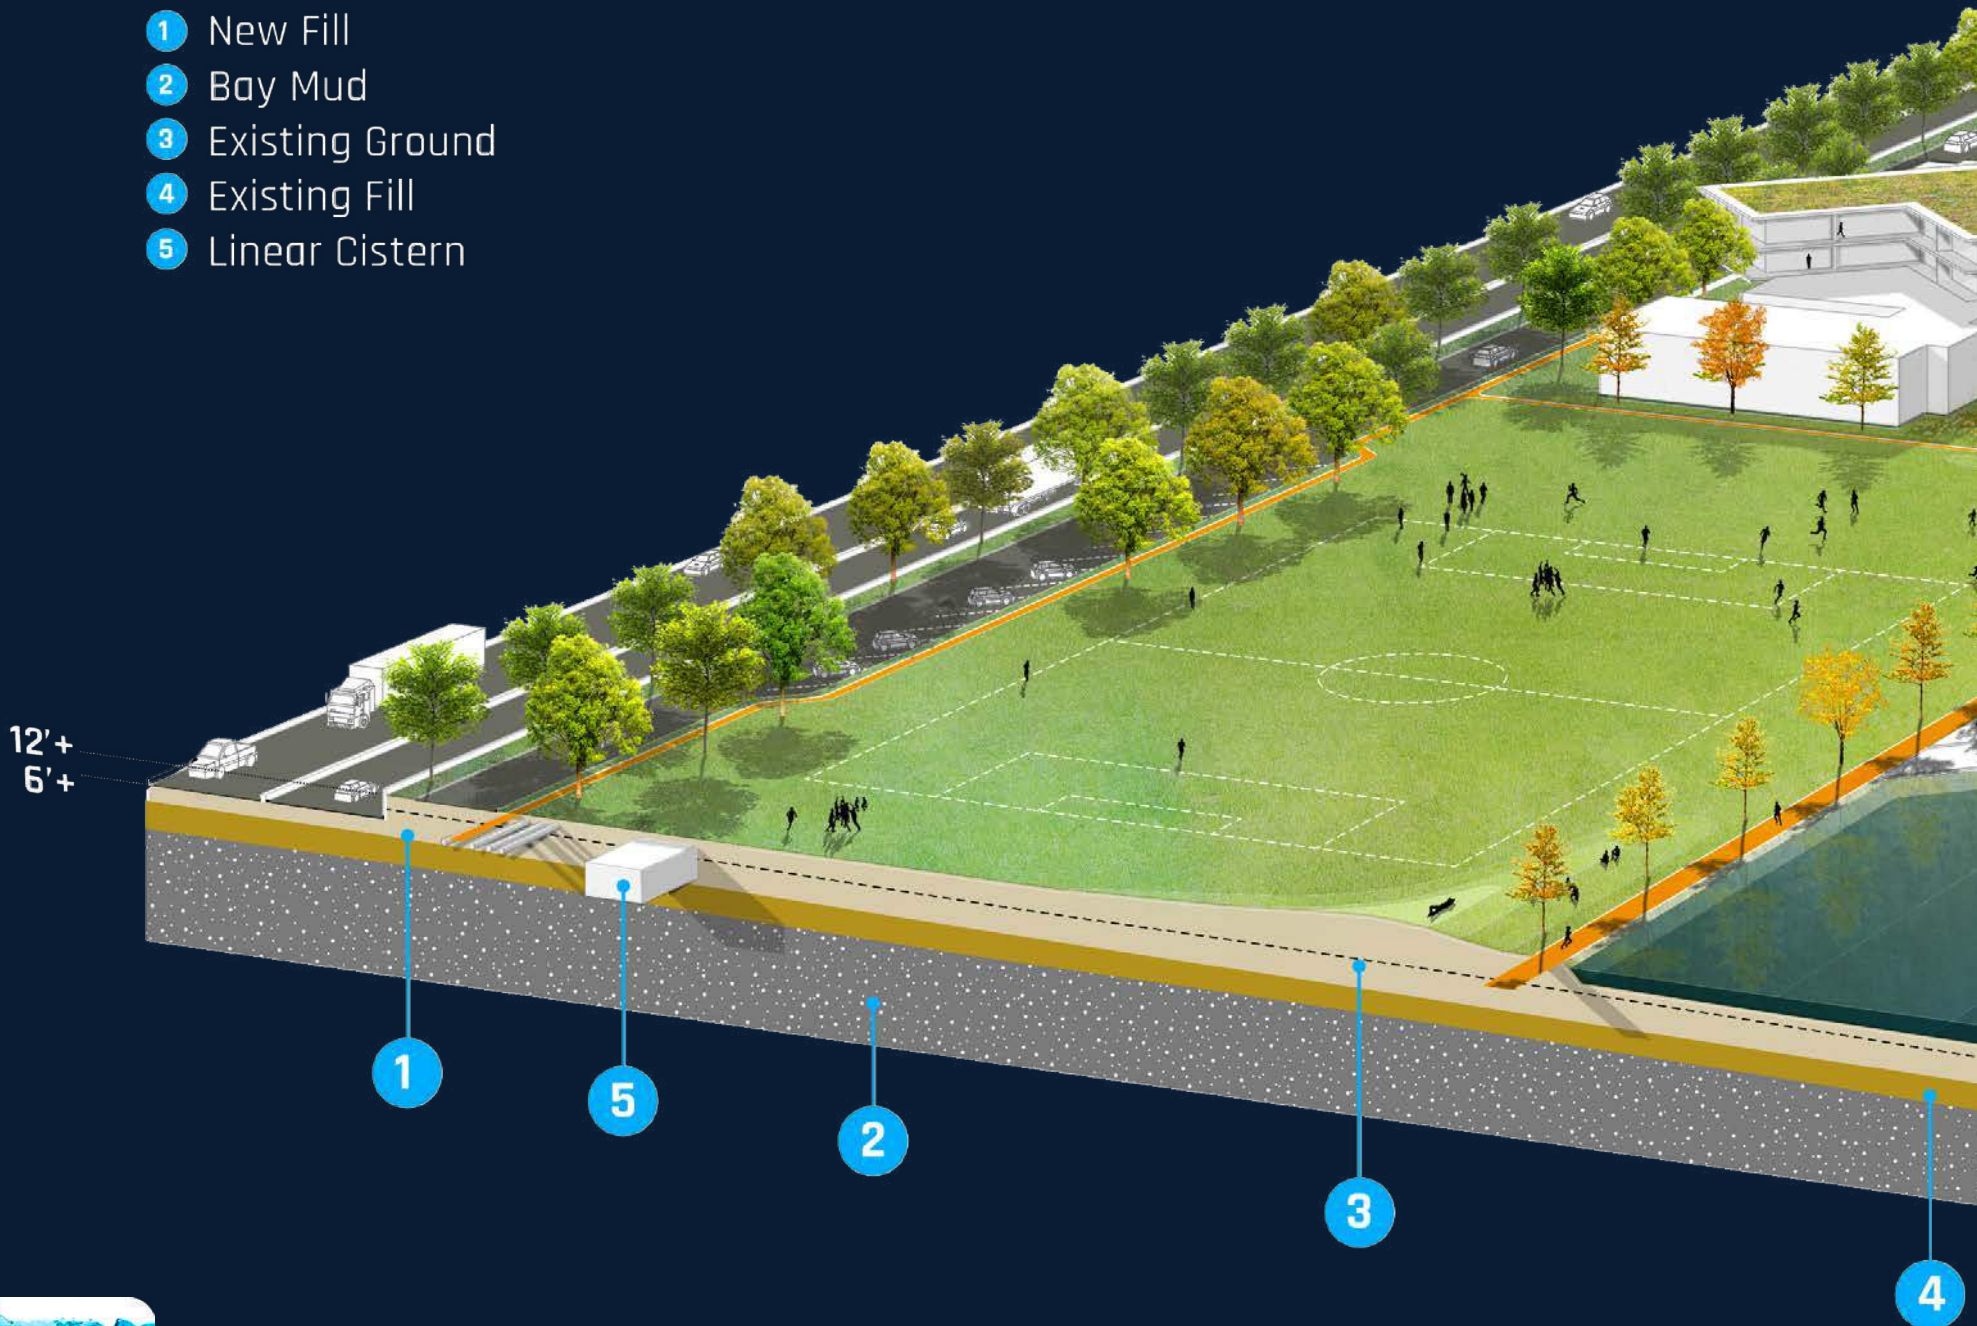 1 New Fill
2 Bay Mud
3 Existing Ground
4 Existing Fill
5 Linear Cistern
12'+
6'+
1
5
2
3
4